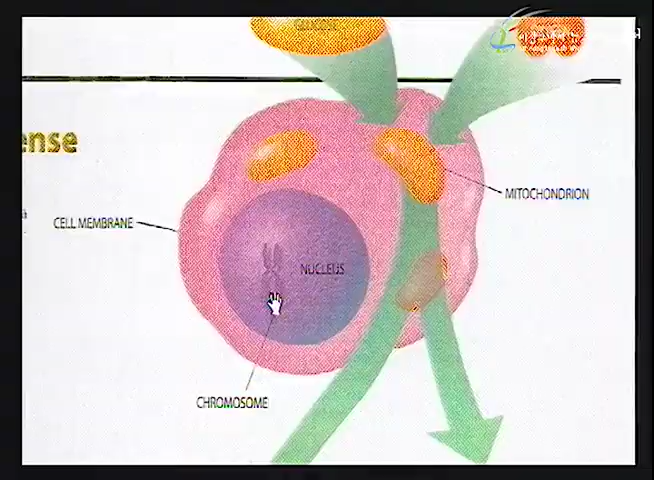 ense
MITOCHONDRION
CELL MEMBRANE
NUCLEUS
CHROMOSOME